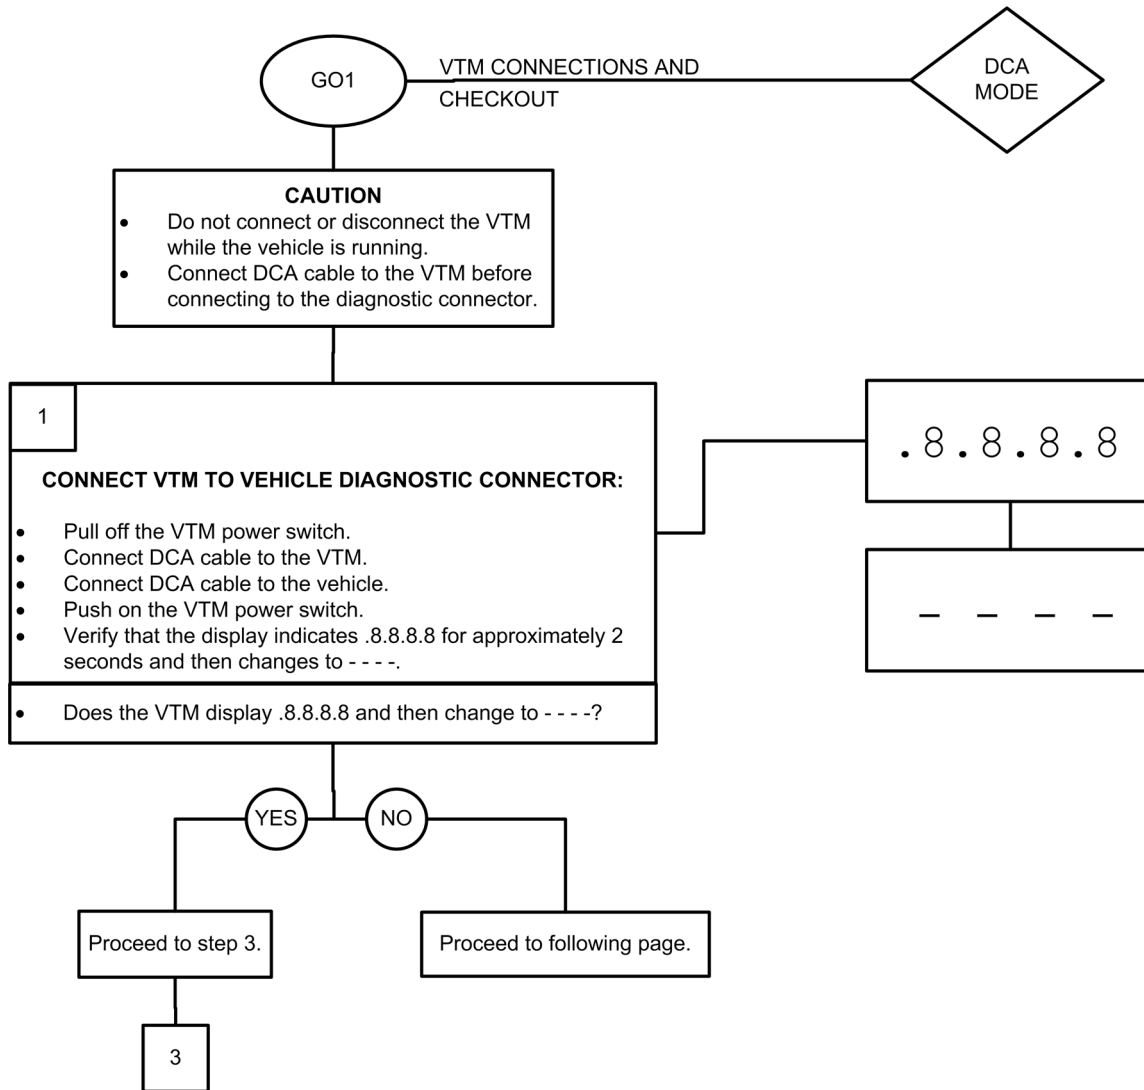 GO1
VTM CONNECTIONS AND
CHECKOUT
DCA
MODE
CAUTION
• Do not connect or disconnect the VTM
while the vehicle is running.
• Connect DCA cable to the VTM before
connecting to the diagnostic connector.
1
CONNECT VTM TO VEHICLE DIAGNOSTIC CONNECTOR:
• Pull off the VTM power switch.
• Connect DCA cable to the VTM.
• Connect DCA cable to the vehicle.
• Push on the VTM power switch.
• Verify that the display indicates .8.8.8.8 for approximately 2
seconds and then changes to - - - -.
• Does the VTM display .8.8.8.8 and then change to - - - -?
.8.8.8.8
- - - -
YES
NO
Proceed to step 3.
Proceed to following page.
3